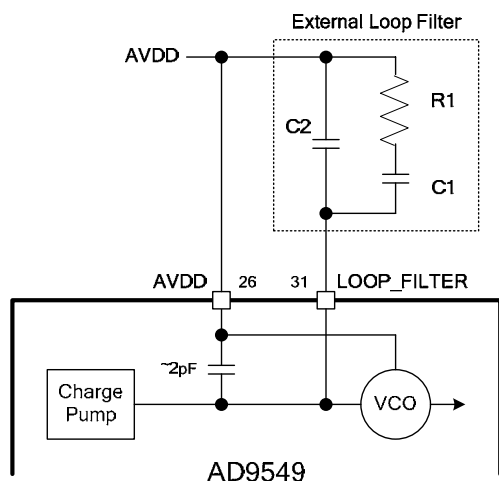 External Loop Filter
AVDD
R1
C2
C1
AVDD 26 31 LOOP_FILTER
~2pF
Charge
Pump
VCO
AD9549